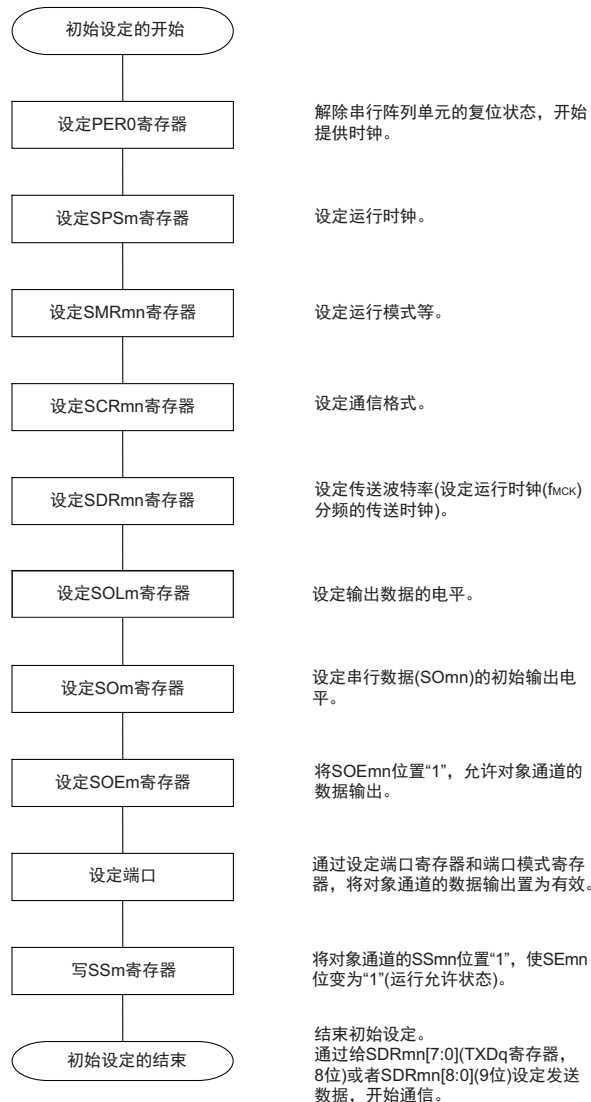 初始设定的开始
设定PER0寄存器
解除串行阵列单元的复位状态，开始
提供时钟。
设定SPSm寄存器
设定运行时钟。
设定SMRmn寄存器
设定运行模式等。
设定SCRmn寄存器
设定通信格式。
设定SDRmn寄存器
设定传送波特率(设定运行时钟(fMCK)
分频的传送时钟)。
设定SOLm寄存器
设定输出数据的电平。
设定SOm寄存器
设定串行数据(SOmn)的初始输出电
平。
设定SOEm寄存器
将SOEmn位置“1”，允许对象通道的
数据输出。
设定端口
通过设定端口寄存器和端口模式寄存
器，将对象通道的数据输出置为有效。
写SSm寄存器
将对象通道的SSmn位置“1”，使SEmn
位变为“1”(运行允许状态)。
初始设定的结束
结束初始设定。
通过给SDRmn[7:0](TXDq寄存器，
8位)或者SDRmn[8:0](9位)设定发送
数据，开始通信。